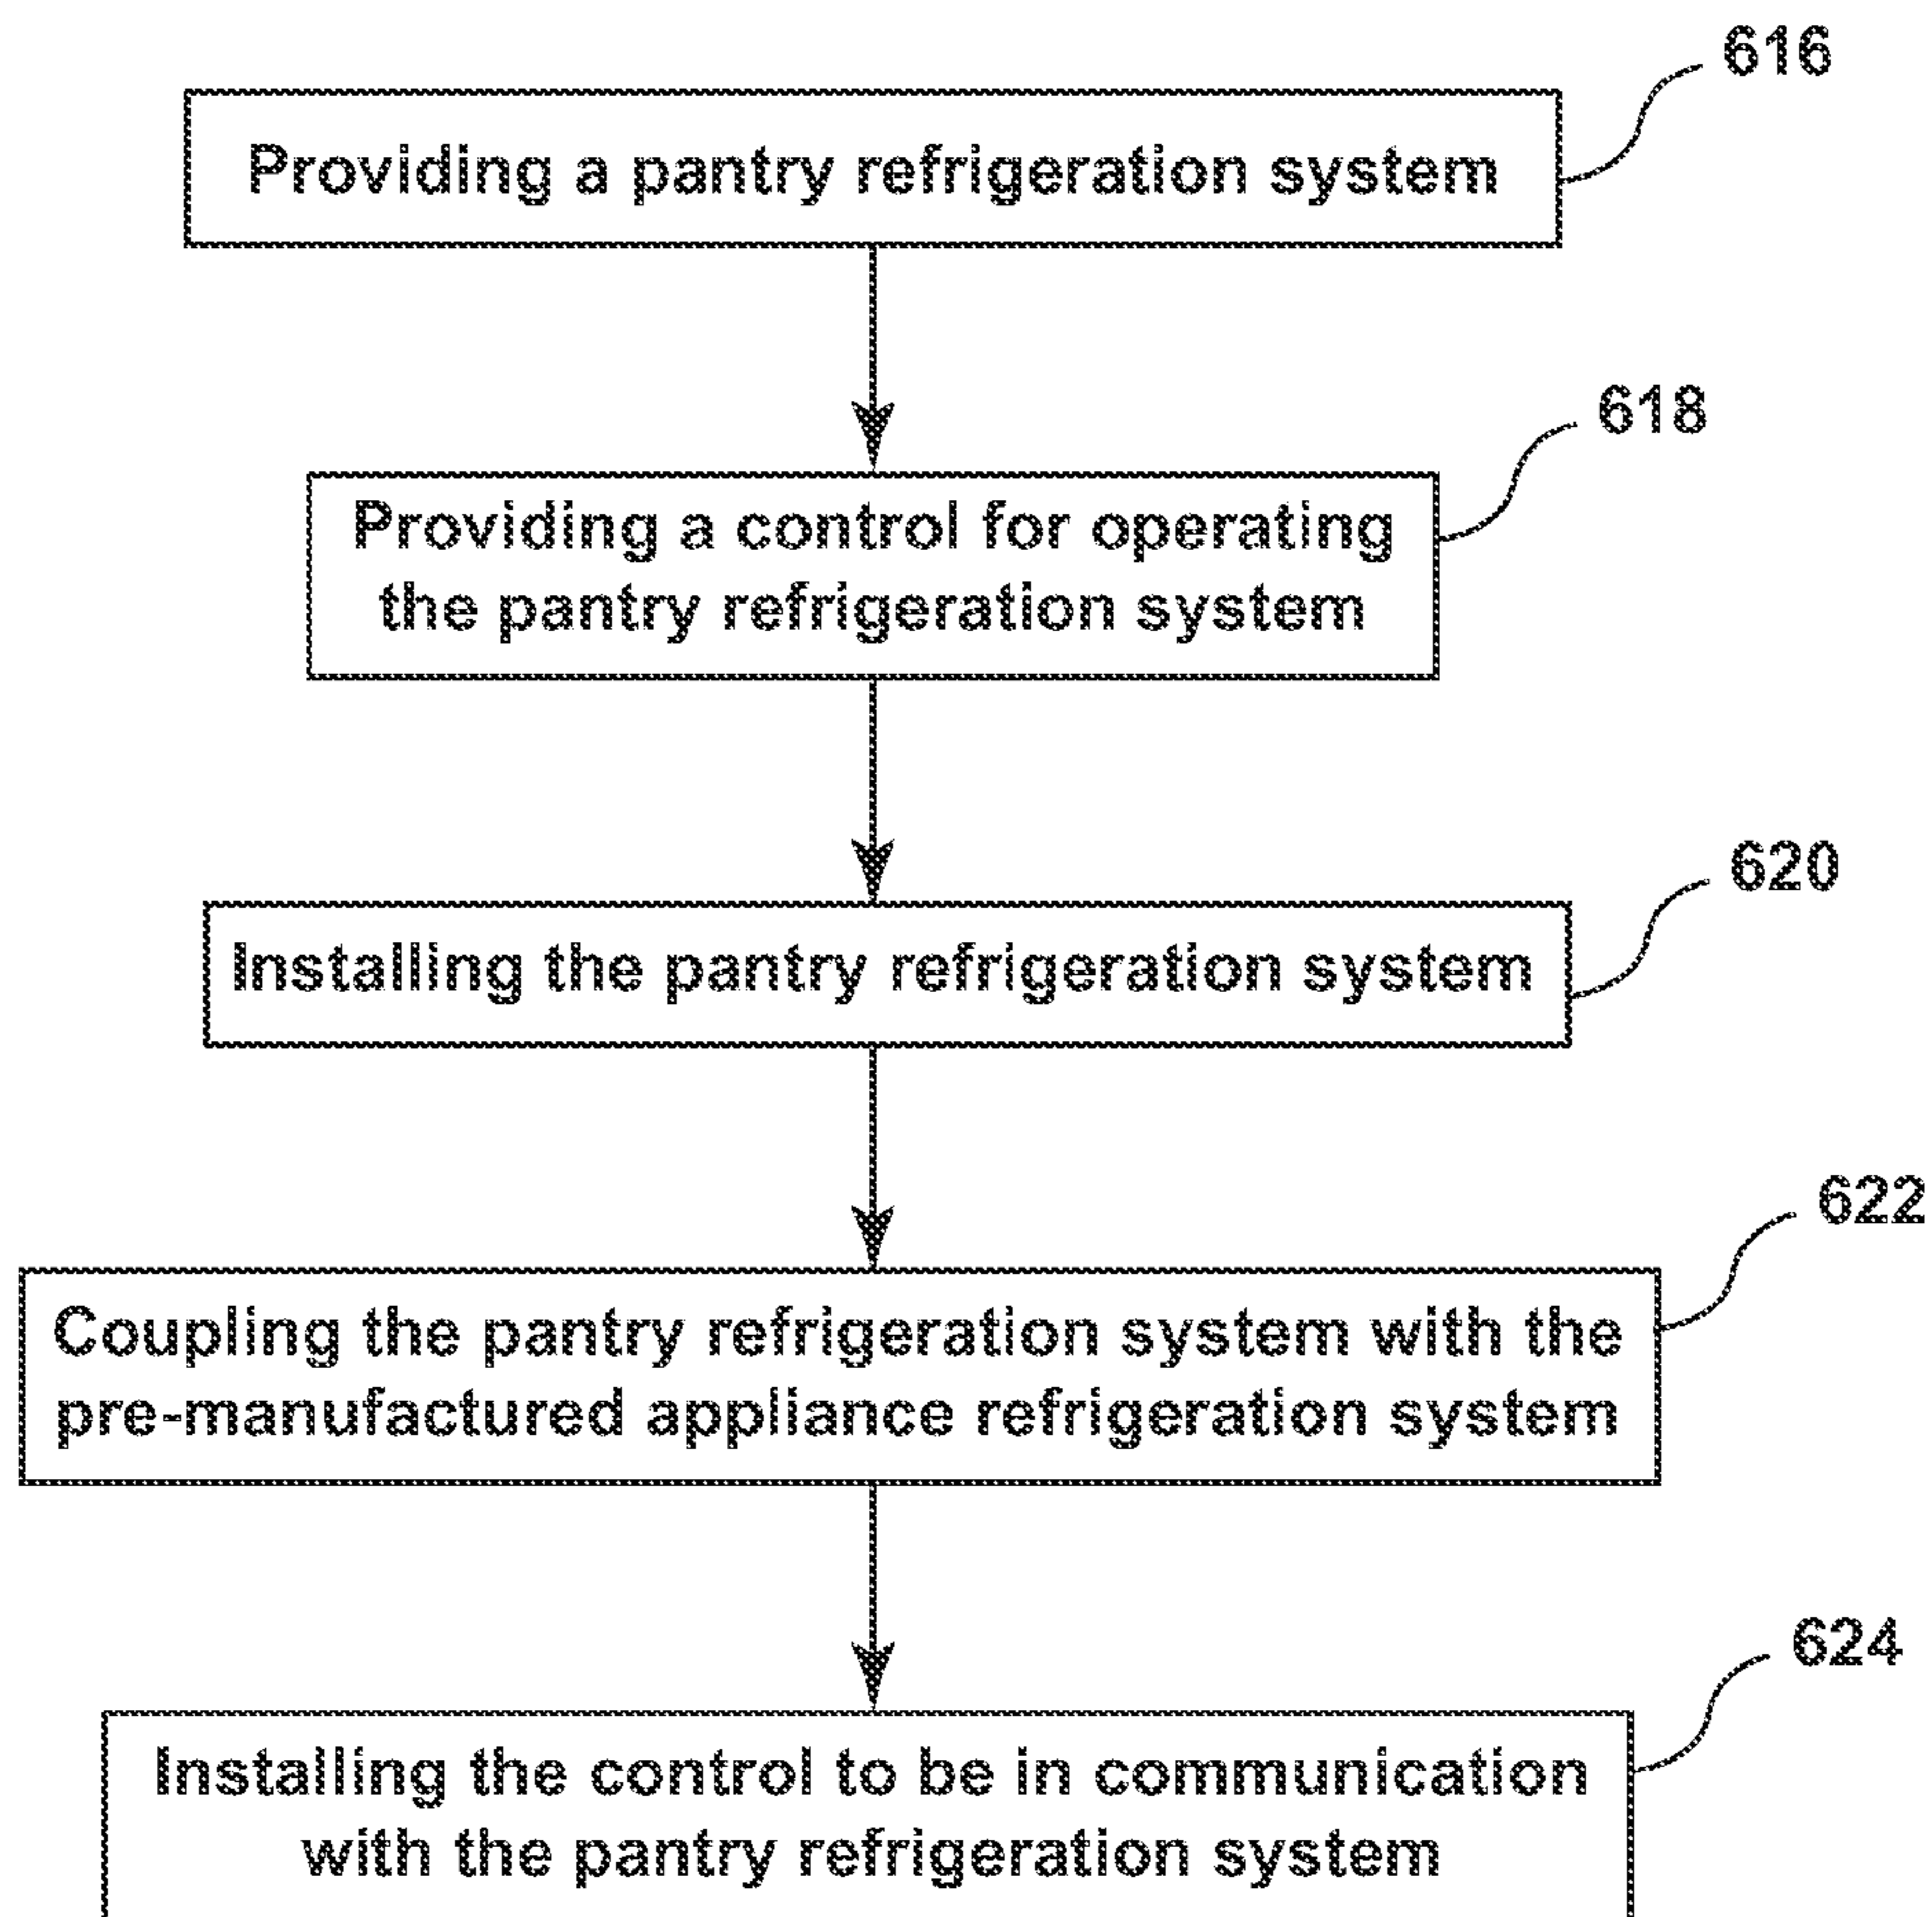 616
Providing a pantry refrigeration system
618
Providing a control for operating
the pantry refrigeration system
620
Installing the pantry refrigeration system
622
Coupling the pantry refrigeration system with the
pre-manufactured appliance refrigeration system
624
Installing the control to be in communication
with the pantry refrigeration system